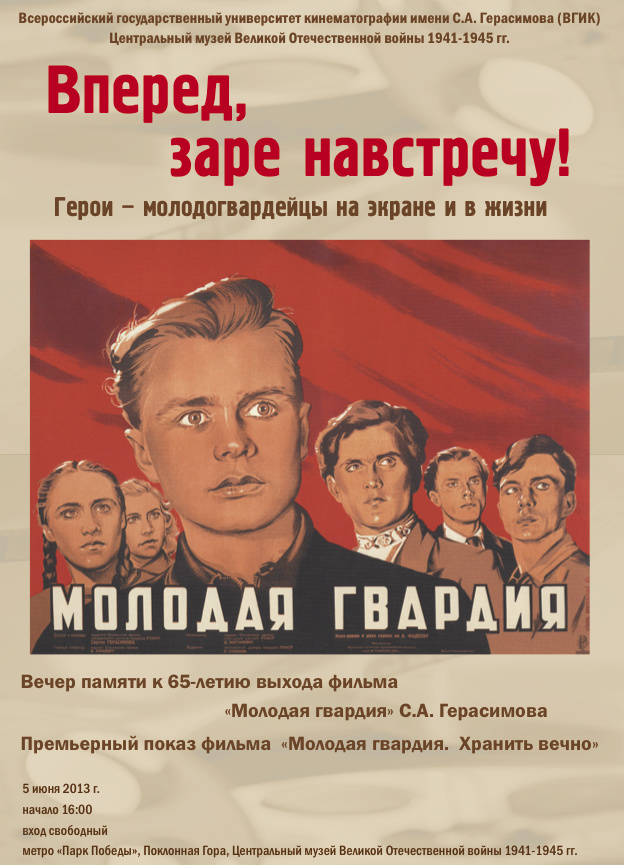 Всероссийский государственный университет кинематографии имени С.А. Герасимова (ВГИК)
Центральный музей Великой Отечественной войны 1941-1945 гг.
Вперед,
заре навстречу!
Герои – молодогвардейцы на экране и в жизни
МОЛОДАЯ ГВАРДИЯ
Вечер памяти к 65-летию выхода фильма
«Молодая гвардия» С.А. Герасимова
Премьерный показ фильма «Молодая гвардия. Хранить вечно»
5 июня 2013 г.
начало 16:00
вход свободный
метро «Парк Победы», Поклонная Гора, Центральный музей Великой Отечественной войны 1941-1945 гг.